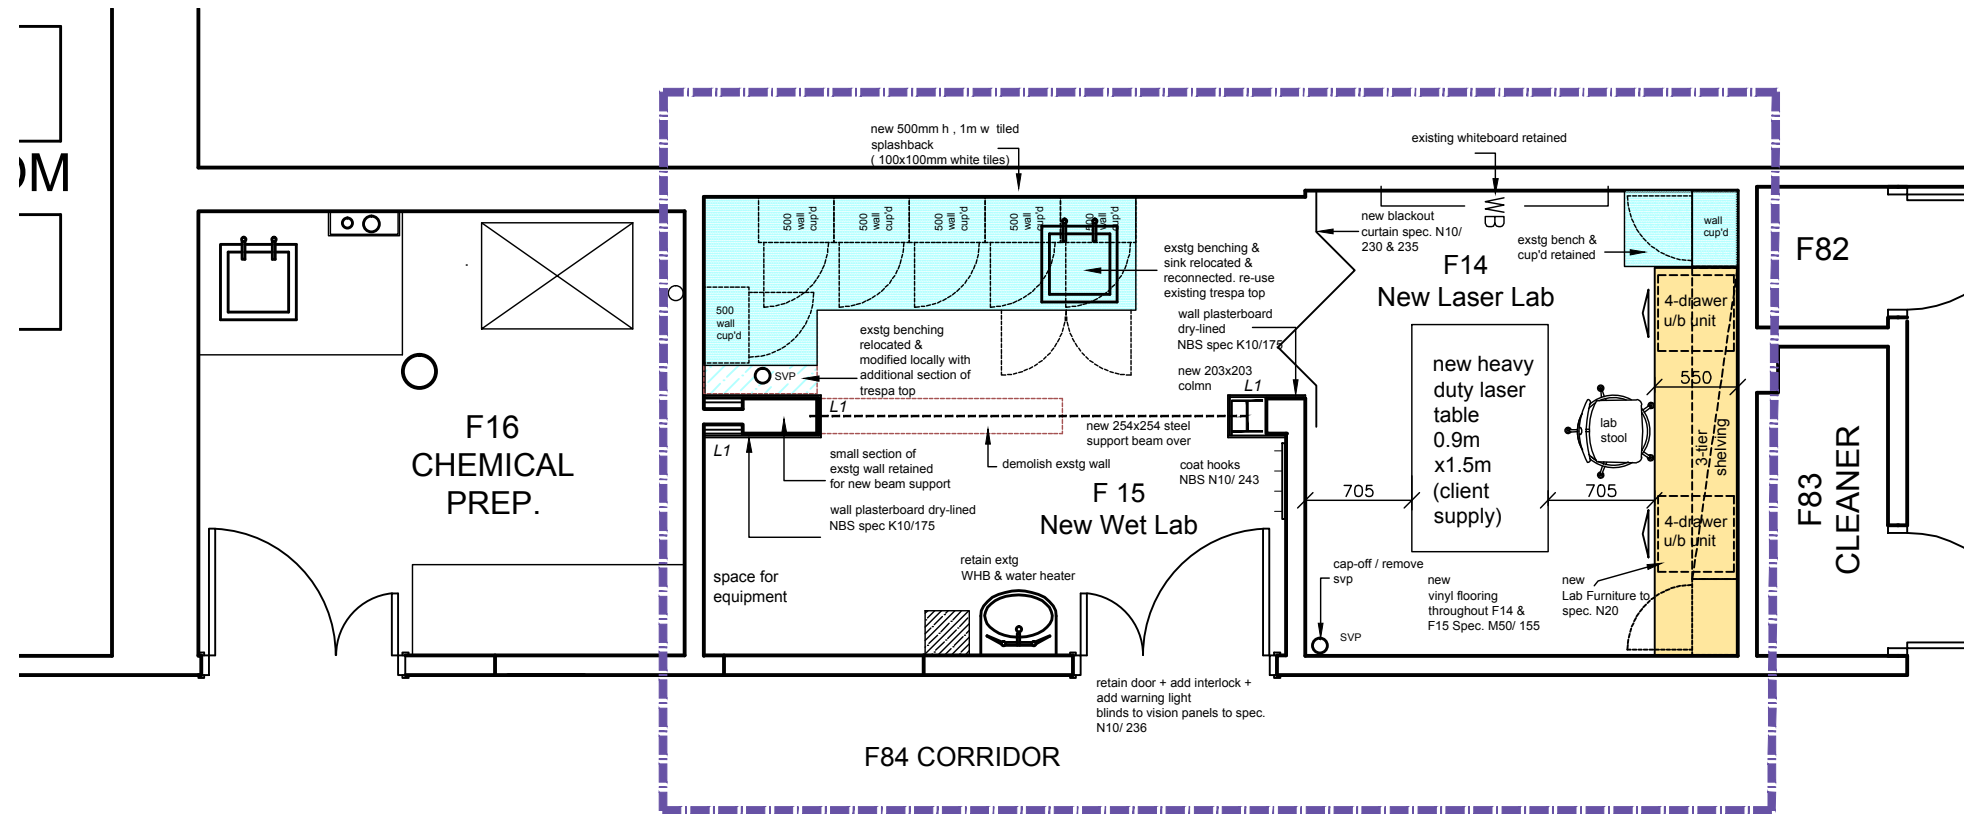 OM
F16
CHEMICAL
PREP.
new 500mm h , 1m w tiled
splashback
( 100x100mm white tiles)
existing whiteboard retained
500
wall
cup'd
500
wall
cup'd
500
wall
cup'd
500
wall
cup'd
500
wall
cup'd
500
wall
cup'd
exstg benching
relocated &
modified locally with
additional section of
trespa top
SVP
L1
L1
exstg benching &
sink relocated &
reconnected. re-use
existing trespa top
wall plasterboard
dry-lined
NBS spec K10/175
new 203x203
colmn
L1
new 254x254 steel
support beam over
demolish exstg wall
small section of
exstg wall retained
for new beam support
wall plasterboard dry-lined
NBS spec K10/175
coat hooks
NBS N10/ 243
F 15
New Wet Lab
space for
equipment
retain extg
WHB & water heater
retain door + add interlock +
add warning light
blinds to vision panels to spec.
N10/ 236
F84 CORRIDOR
new blackout
curtain spec. N10/
230 & 235
WB
exstg bench &
cup'd retained
wall
cup'd
F14
New Laser Lab
new heavy
duty laser
table
0.9m
x1.5m
(client
supply)
705
705
550
4-drawer
u/b unit
lab
stool
3-tier
shelving
4-drawer
u/b unit
cap-off / remove
svp
SVP
new
vinyl flooring
throughout F14 &
F15 Spec. M50/ 155
new
Lab Furniture to
spec. N20
F82
F83
CLEANER